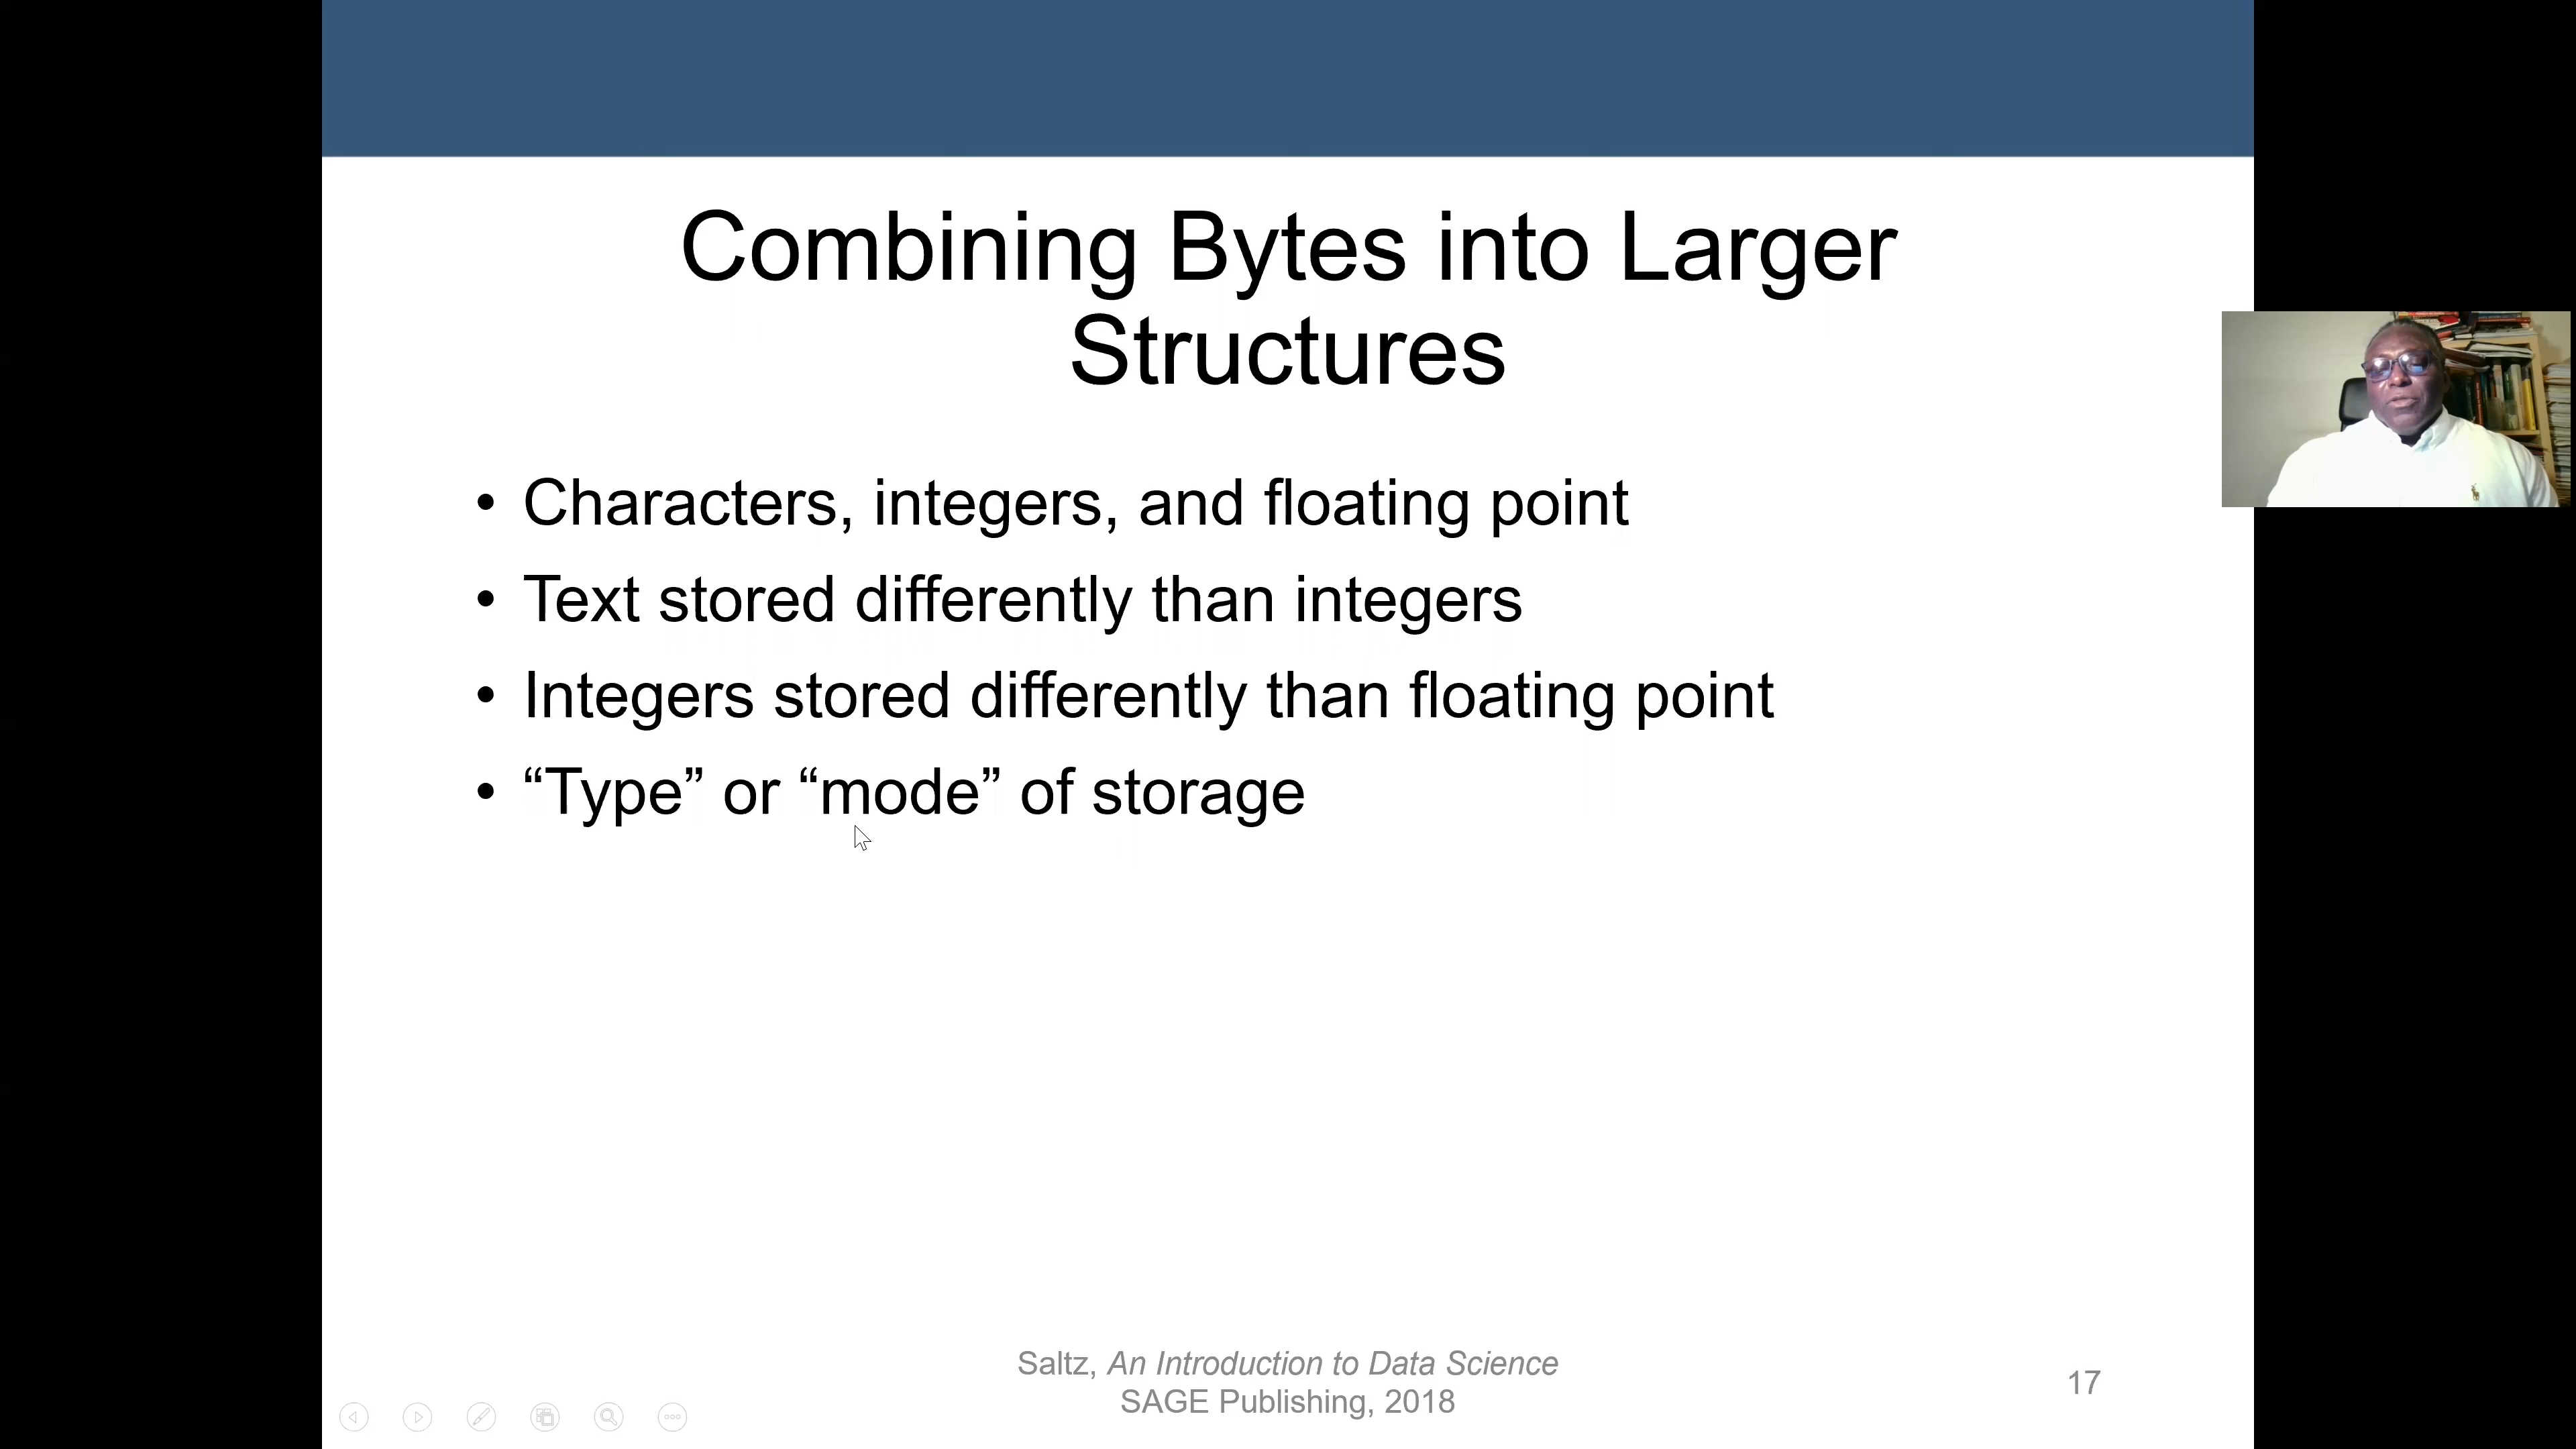 Combining Bytes into Larger
Structures
• Characters, integers, and floating point
• Text stored differently than integers
• Integers stored differently than floating point
• “Type” or “mode” of storage
Saltz, An Introduction to Data Science
SAGE Publishing, 2018
17